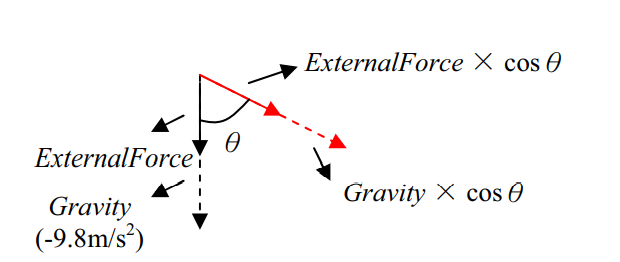 ExternalForce × cos θ
θ
ExternalForce
Gravity × cos θ
Gravity
(-9.8m/s²)